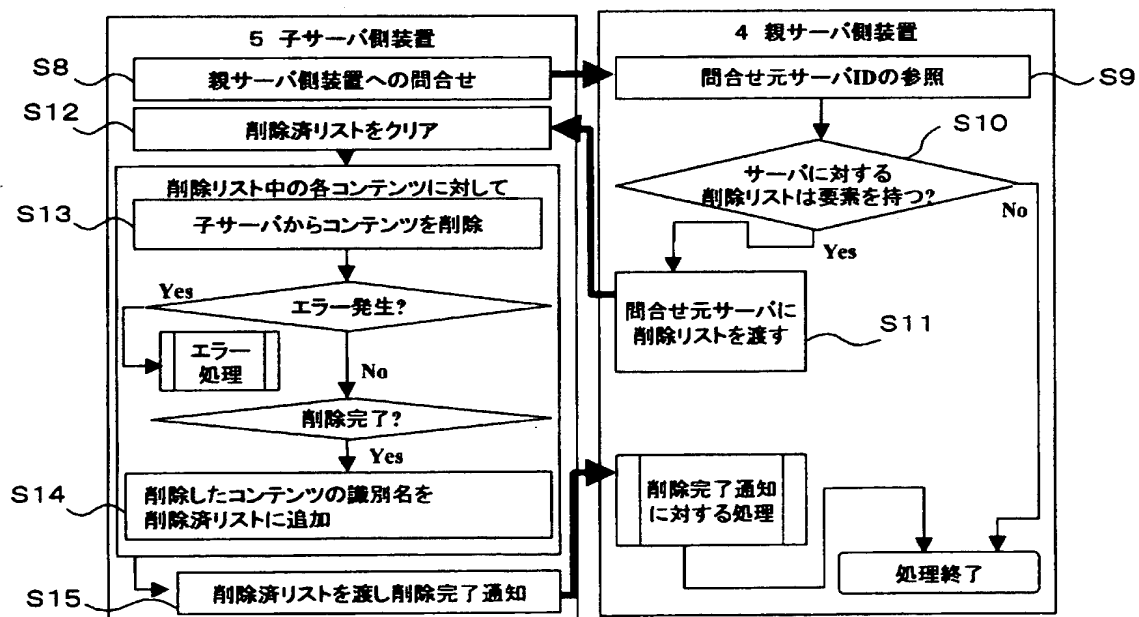 5 子サーバ側装置
S8
親サーバ側装置への問合せ
S12
削除済リストをクリア
削除リスト中の各コンテンツに対して
S13
子サーバからコンテンツを削除
Yes
エラー発生?
エラー
処理
No
削除完了?
Yes
S14
削除したコンテンツの識別名を
削除済リストに追加
S15
削除済リストを渡し削除完了通知
4 親サーバ側装置
問合せ元サーバIDの参照
S9
S10
サーバに対する
削除リストは要素を持つ?
No
Yes
問合せ元サーバに
削除リストを渡す
S11
削除完了通知
に対する処理
処理終了